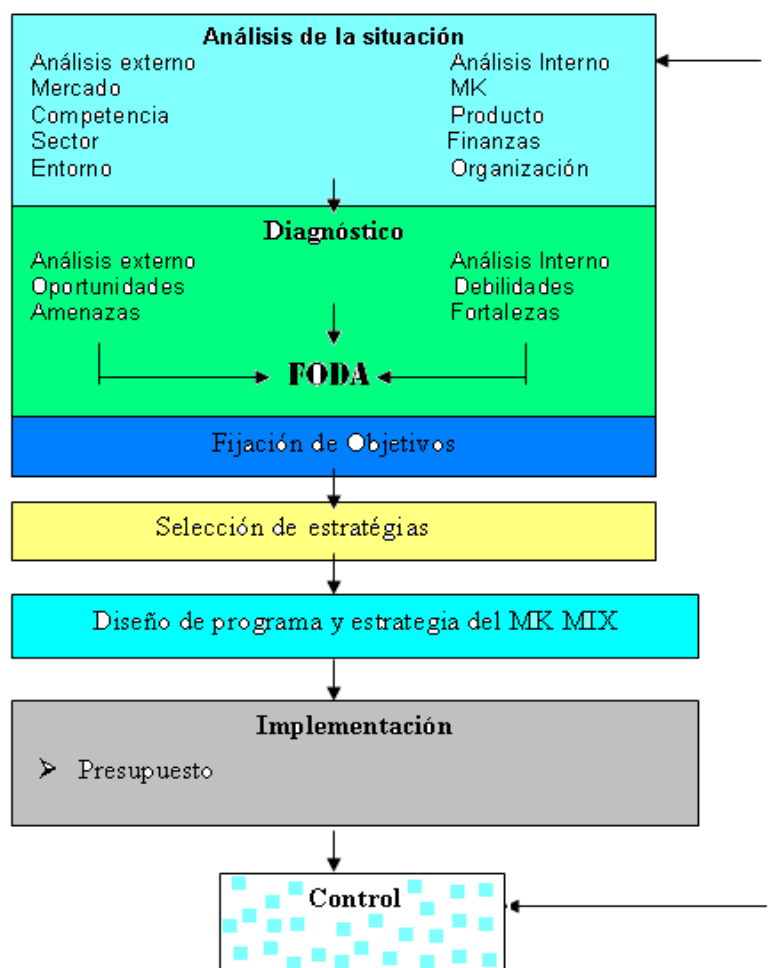 Análisis de la situación
Análisis externo
Mercado
Competencia
Sector
Entorno
Análisis Interno
MK
Producto
Finanzas
Organización
Diagnóstico
Análisis externo
Oportunidades
Amenazas
Análisis Interno
Debilidades
Fortalezas
FODA
Fijación de Objetivos
Selección de estratégias
Diseño de programa y estrategia del MK MIX
Implementación
Presupuesto
Control